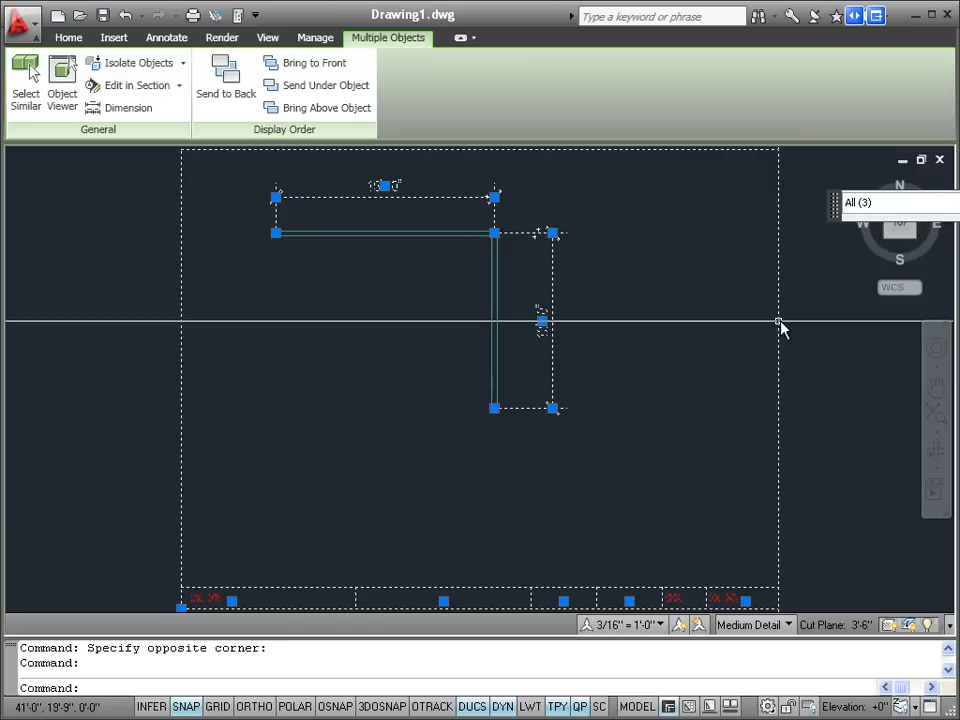 Drawing1.dwg
Type a keyword or phrase
Home Insert Annotate Render View Manage Multiple Objects
Select Similar
Object Viewer
Isolate Objects
Edit in Section
Dimension
General
Send to Back
Bring to Front
Send Under Object
Bring Above Object
Display Order
All (3)
N
W
TOP
E
S
WCS
3/16" = 1'-0" Medium Detail Cut Plane: 3'-6"
Command: Specify opposite corner:
Command:
Command:
41'-0", 19'-9", 0'-0" INFER SNAP GRID ORTHO POLAR OSNAP 3DOSNAP OTRACK DUCS DYN LWT TPY QP SC MODEL Elevation: +0"